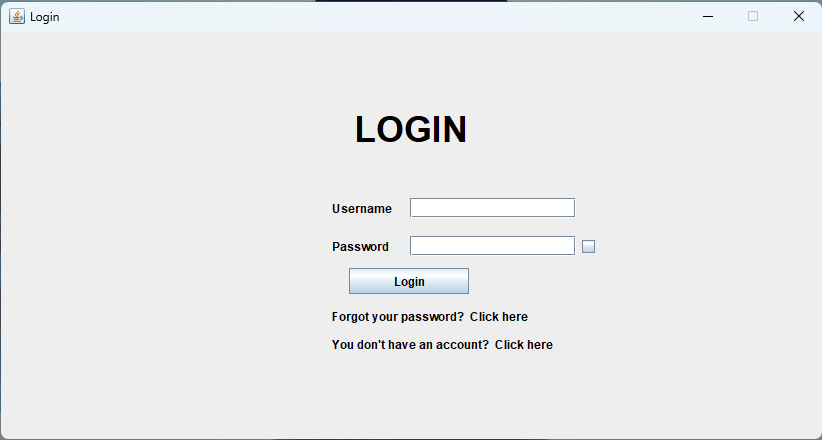 Login
LOGIN
Username
Password
Login
Forgot your password? Click here
You don't have an account? Click here